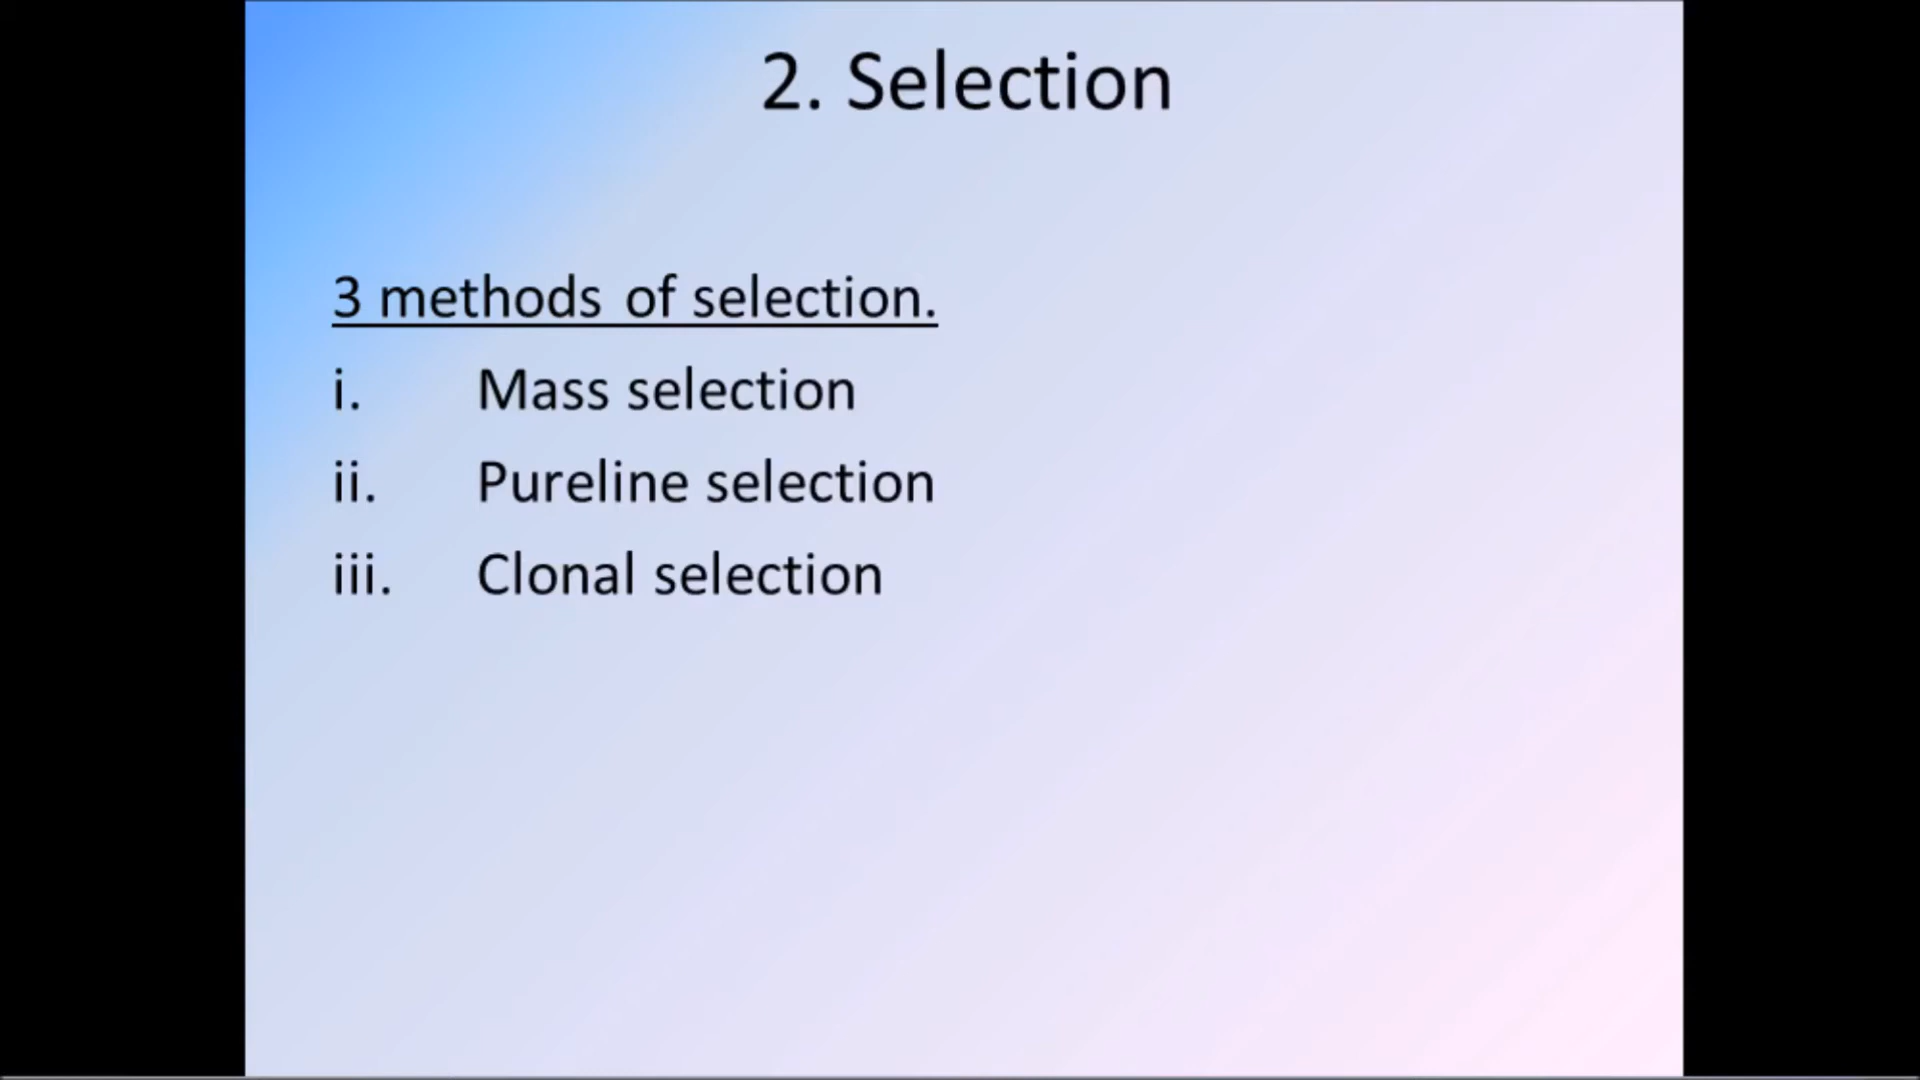 2. Selection
3 methods of selection.
i. Mass selection
ii. Pureline selection
iii. Clonal selection